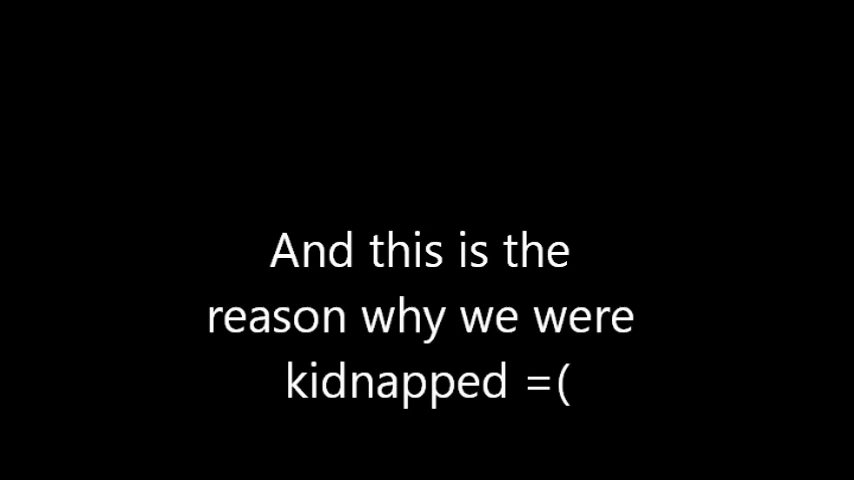 And this is the
reason why we were
kidnapped =(